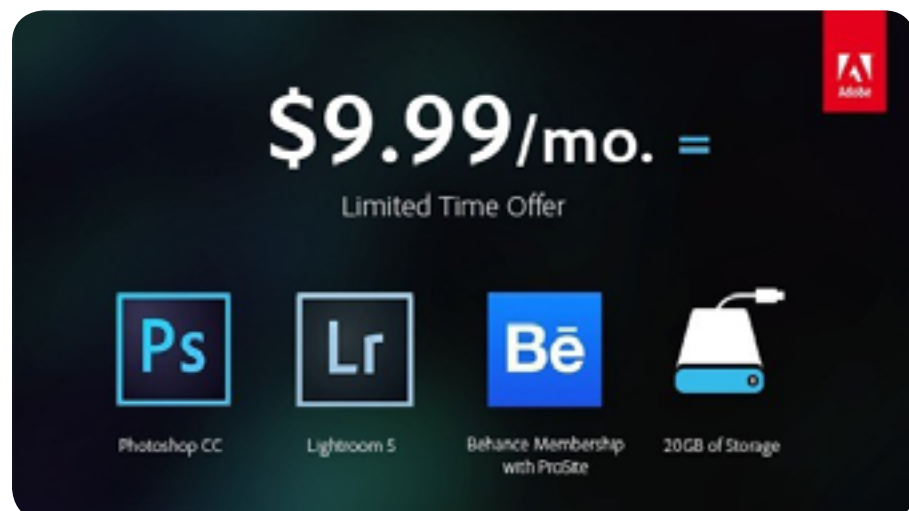 Adobe
$9.99/mo. =
Limited Time Offer
Ps
Lr
Bē
Photoshop CC
Lightroom 5
Behance Membership
with ProSite
20GB of Storage